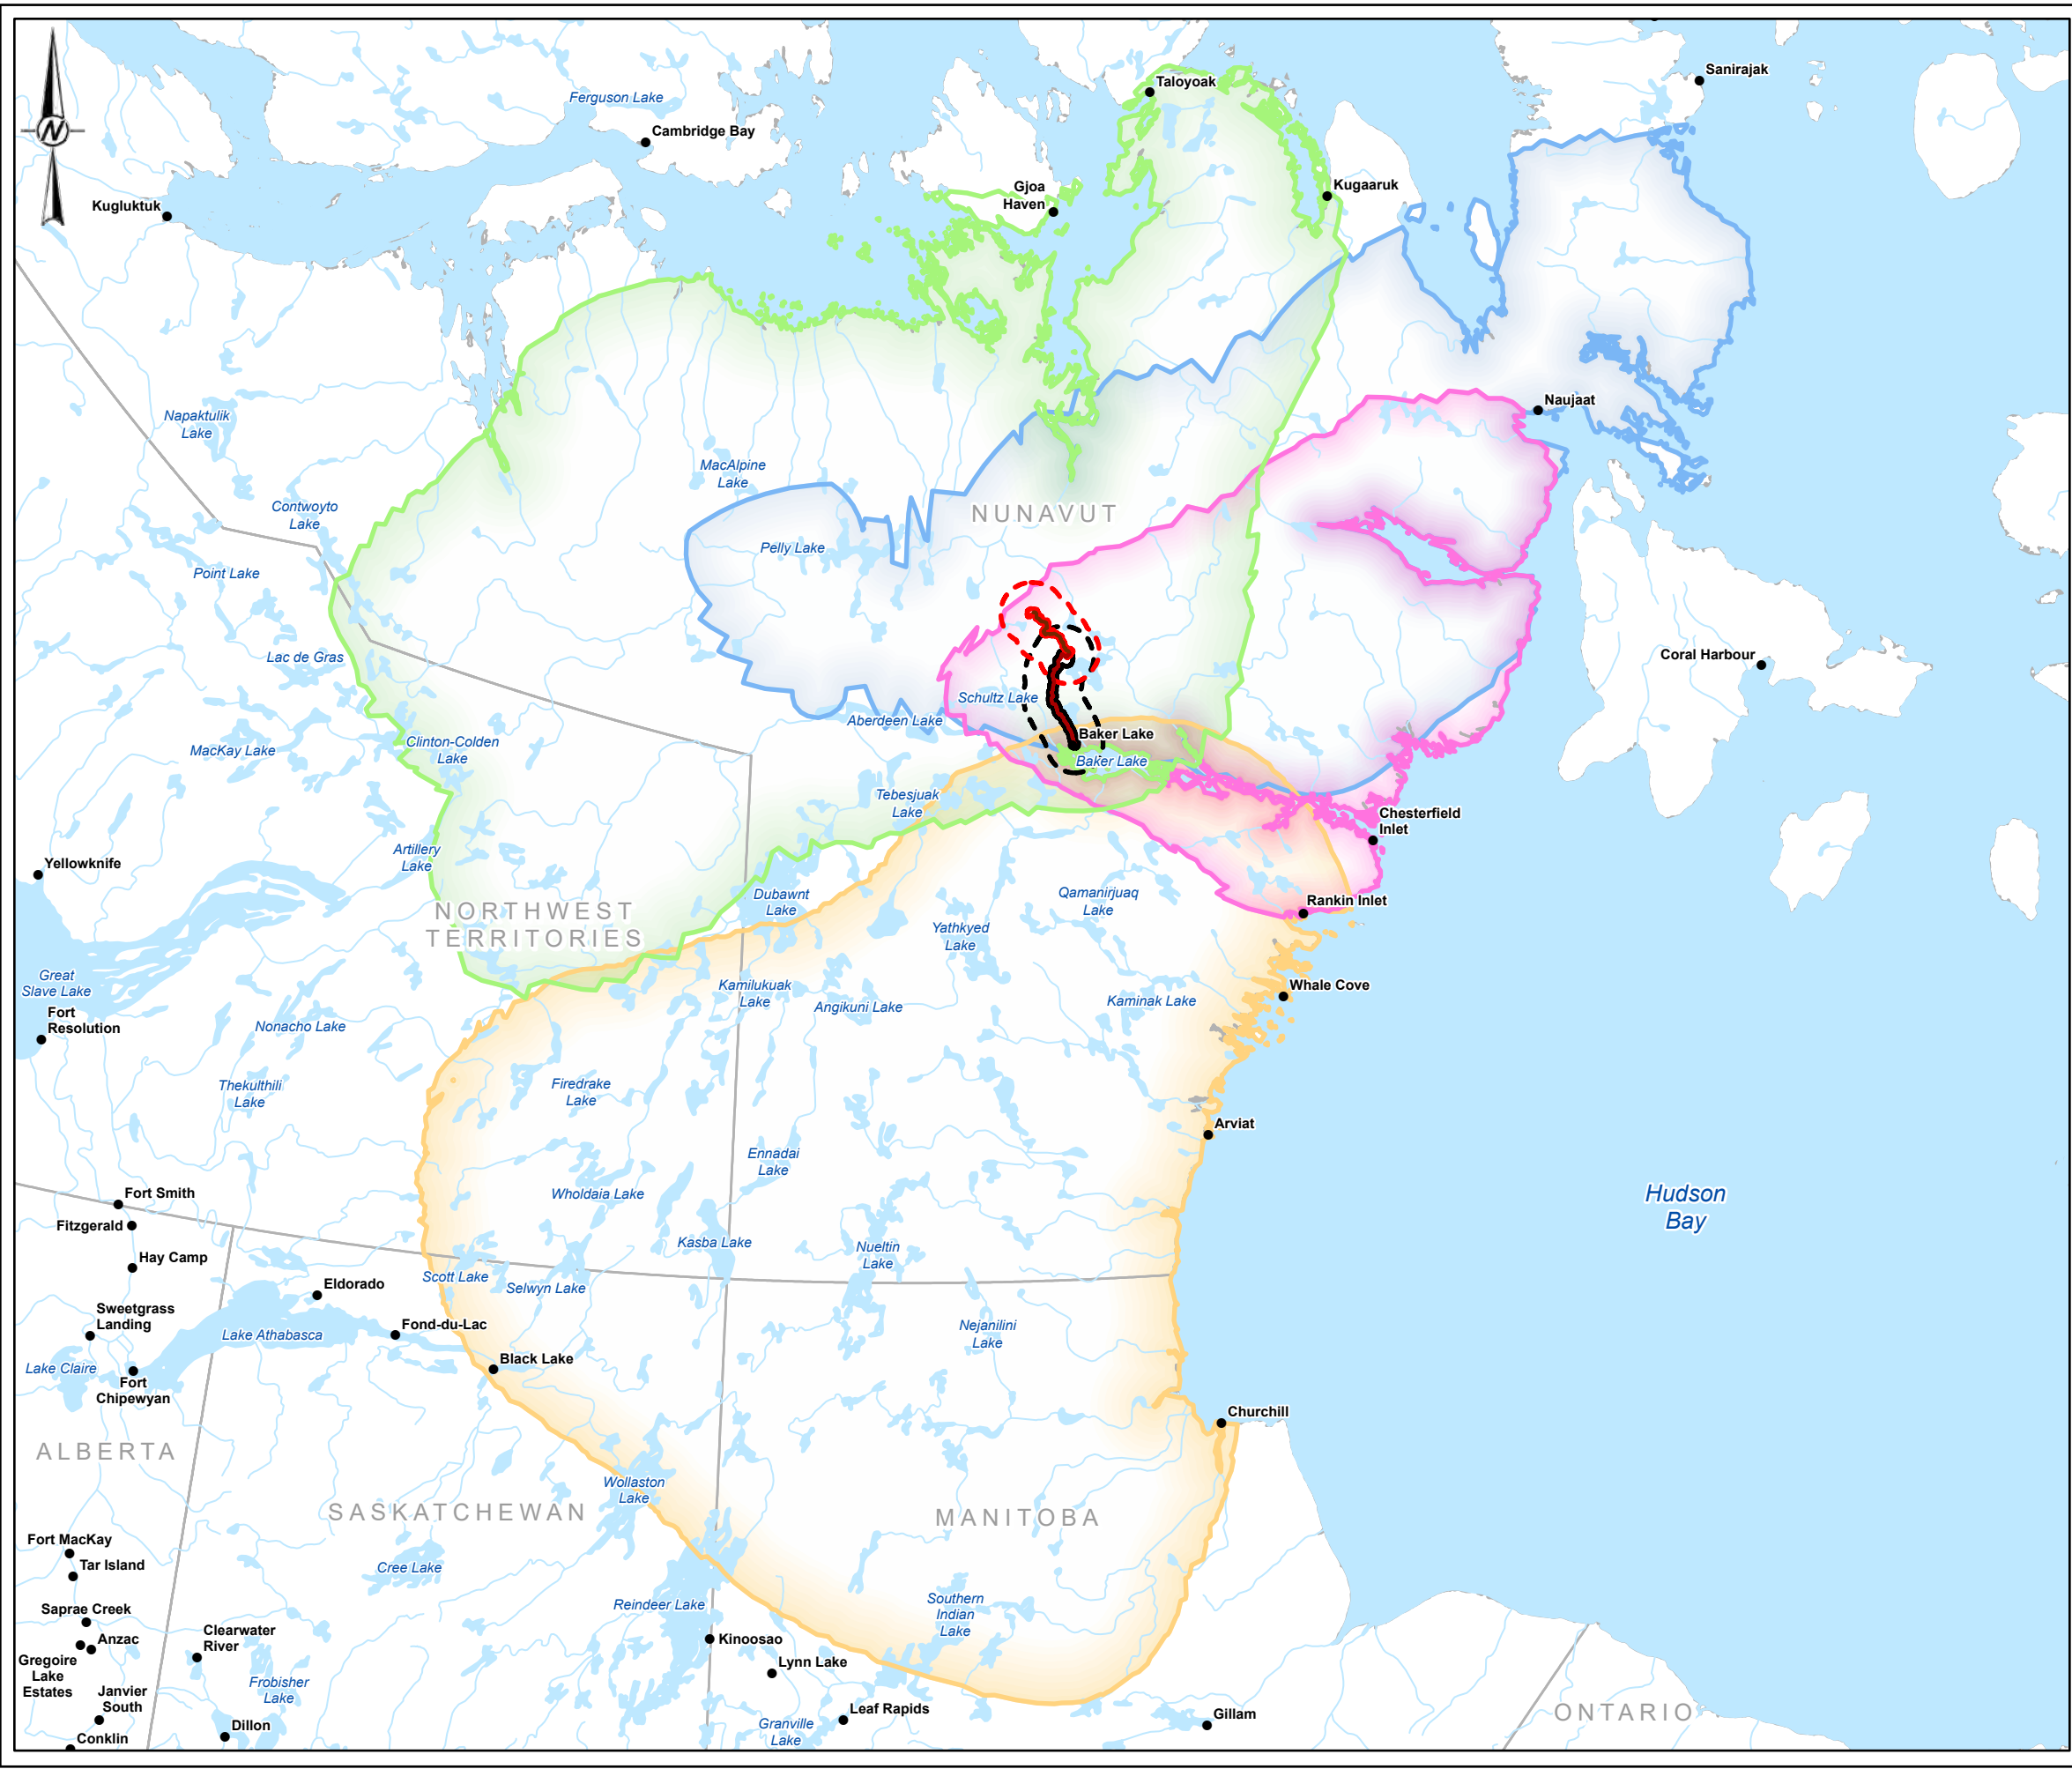 Sanirajak
Taloyoak
Ferguson Lake
Cambridge Bay
Kugaaruk
Gjoa
Haven
Kugluktuk
Naujaat
Napaktulik
Lake
MacAlpine
Lake
Contwoyto
Lake
NUNAVUT
Pelly Lake
Point Lake
Lac de Gras
Coral Harbour
Schultz Lake
Aberdeen Lake
Baker Lake
Clinton-Colden
Lake
MacKay Lake
Baker Lake
Tebesjuak
Lake
Chesterfield
Inlet
Artillery
Lake
Yellowknife
Dubawnt
Lake
Qamanirjuaq
Lake
Rankin Inlet
NORTHWEST
TERRITORIES
Yathkyed
Lake
Great
Slave Lake
Kamilukuak
Lake
Whale Cove
Angikuni Lake
Kaminak Lake
Fort
Resolution
Nonacho Lake
Thekulthili
Lake
Firedrake
Lake
Arviat
Ennadai
Lake
Hudson
Bay
Fort Smith
Wholdaia Lake
Fitzgerald
Kasba Lake
Nueltin
Lake
Hay Camp
Scott Lake
Selwyn Lake
Eldorado
Sweetgrass
Landing
Lake Athabasca
Fond-du-Lac
Nejanilini
Lake
Black Lake
Lake Claire
Fort
Chipewyan
Churchill
ALBERTA
Wollaston
Lake
SASKATCHEWAN
MANITOBA
Fort MacKay
Tar Island
Cree Lake
Saprae Creek
Reindeer Lake
Southern
Indian
Lake
Anzac
Clearwater
River
Kinoosao
Gregoire
Lake
Estates
Lynn Lake
Frobisher
Lake
Janvier
South
Leaf Rapids
Gillam
ONTARIO
Dillon
Granville
Lake
Conklin
N